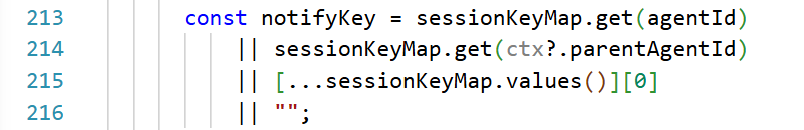 213 const notifyKey = sessionKeyMap.get(agentId)
214 || sessionKeyMap.get(ctx?.parentAgentId)
215 || [...sessionKeyMap.values()][0]
216 || "";